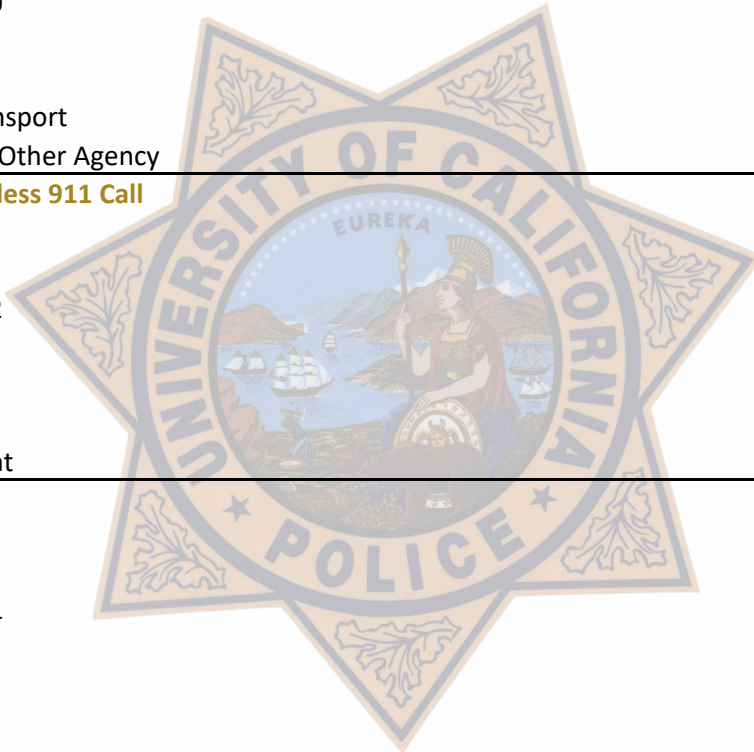 nsport
Other Agency
less 911 Call
EUREKA
UNIVERSITY OF CALIFORNIA
POLICE